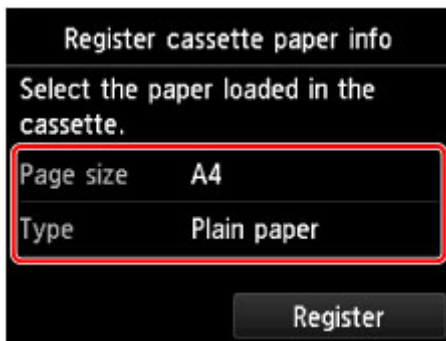 Register cassette paper info
Select the paper loaded in the
cassette.
Page size A4
Type Plain paper
Register